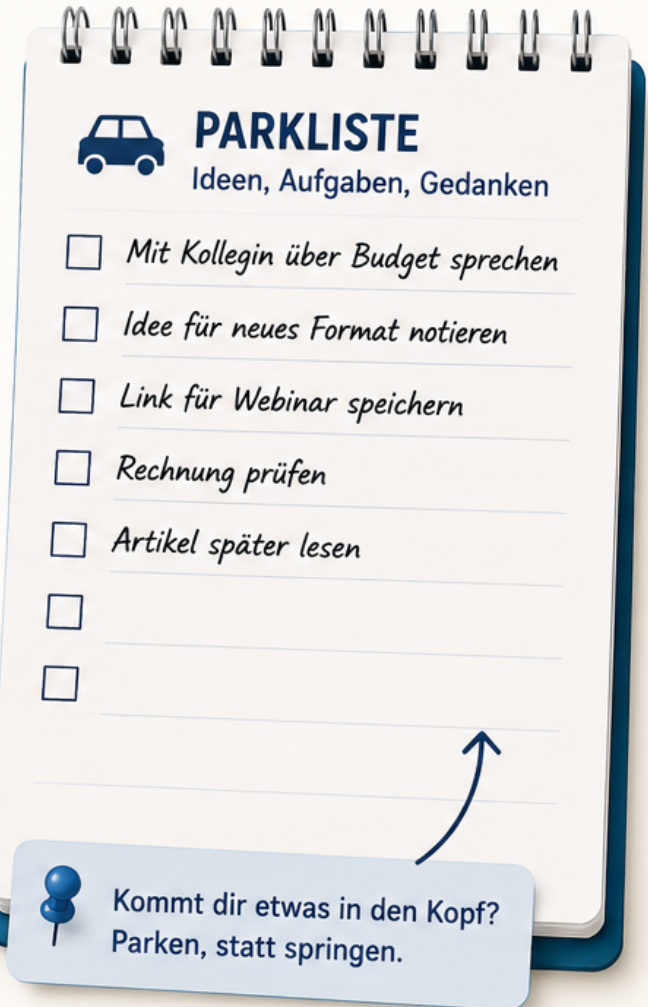 PARKLISTE
Ideen, Aufgaben, Gedanken
Mit Kollegin über Budget sprechen
Idee für neues Format notieren
Link für Webinar speichern
Rechnung prüfen
Artikel später lesen
Kommt dir etwas in den Kopf?
Parken, statt springen.